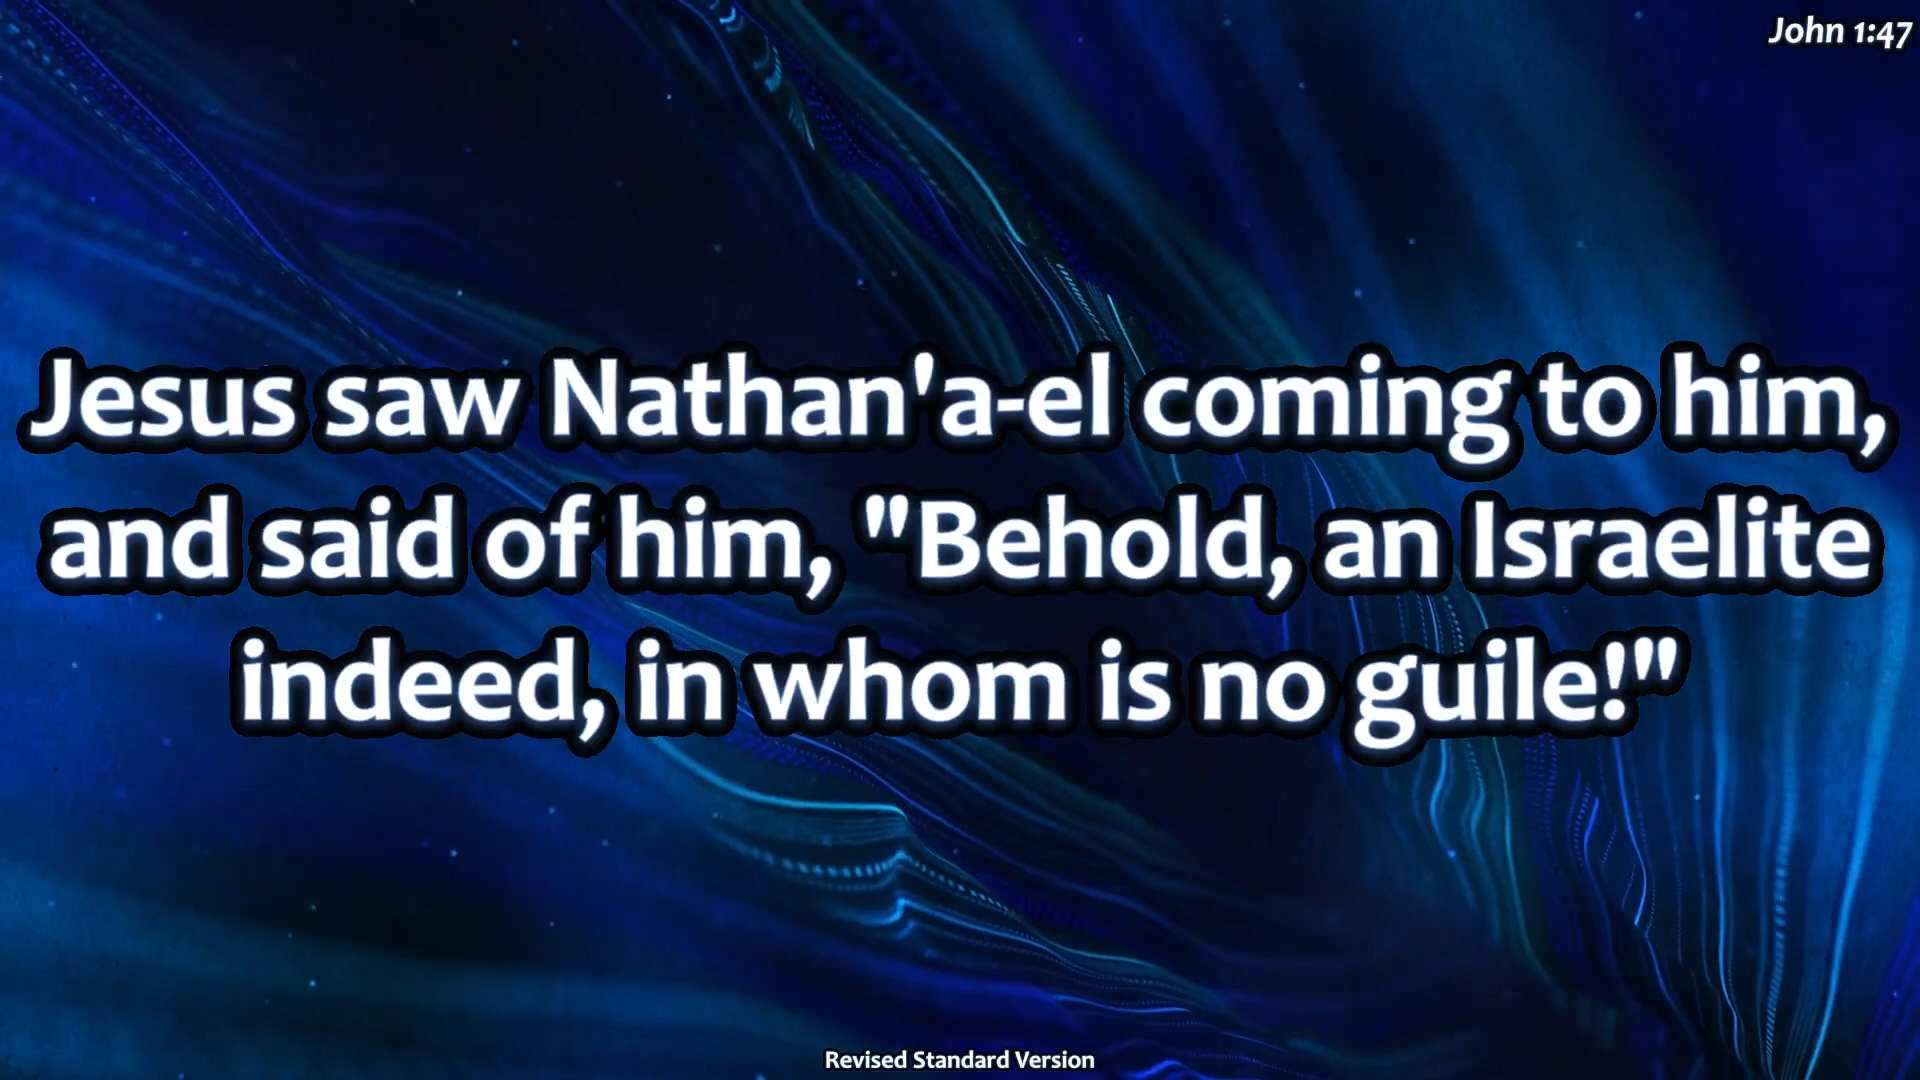 John 1:47
Jesus saw Nathan'a-el coming to him,
and said of him, "Behold, an Israelite
indeed, in whom is no guile!"
Revised Standard Version